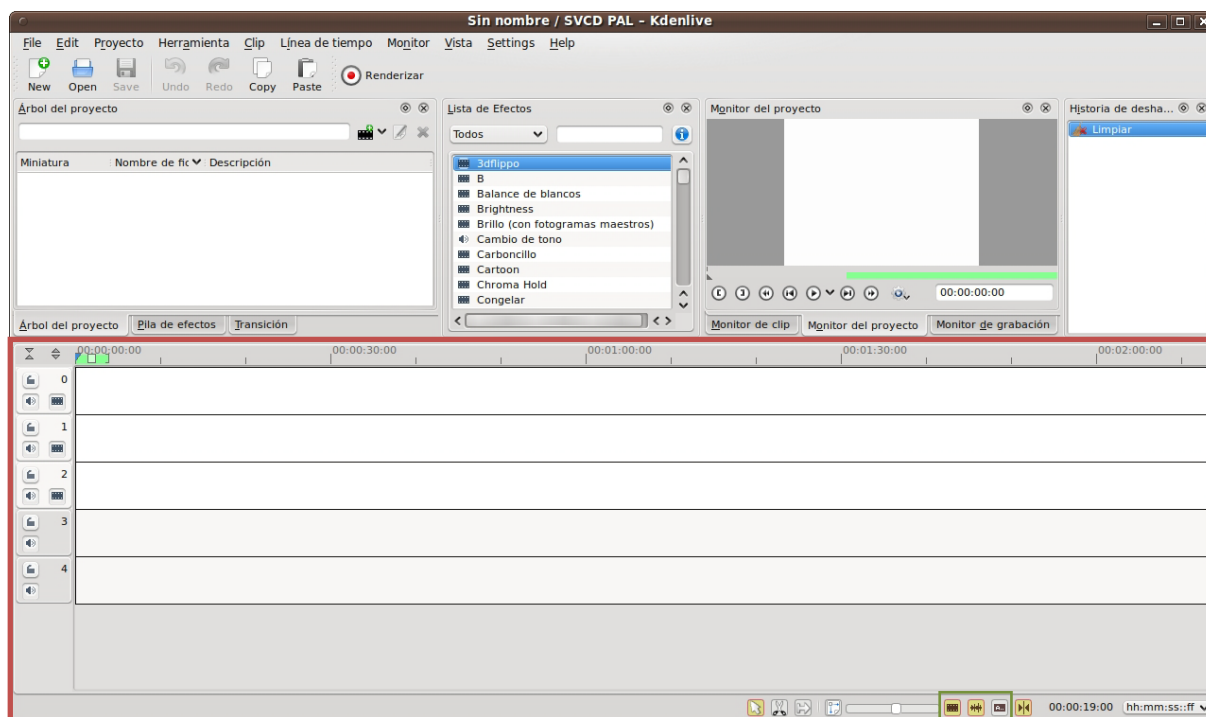 Sin nombre / SVCD PAL – Kdenlive
File Edit Proyecto Herramienta Clip Línea de tiempo Monitor Vista Settings Help
New Open Save Undo Redo Copy Paste Renderizar
Árbol del proyecto
Miniatura Nombre de fic Descripción
Árbol del proyecto Pila de efectos Transición
Lista de Efectos
Todos
3dflippo
B
Balance de blancos
Brightness
Brillo (con fotogramas maestros)
Cambio de tono
Carboncillo
Cartoon
Chroma Hold
Congelar
Monitor del proyecto
00:00:00:00
Monitor de clip Monitor del proyecto Monitor de grabación
Historia de desha...
Limpiar
00:00:00:00 00:00:30:00 00:01:00:00 00:01:30:00 00:02:00:00
0
1
2
3
4
00:00:19:00 hh:mm:ss::ff